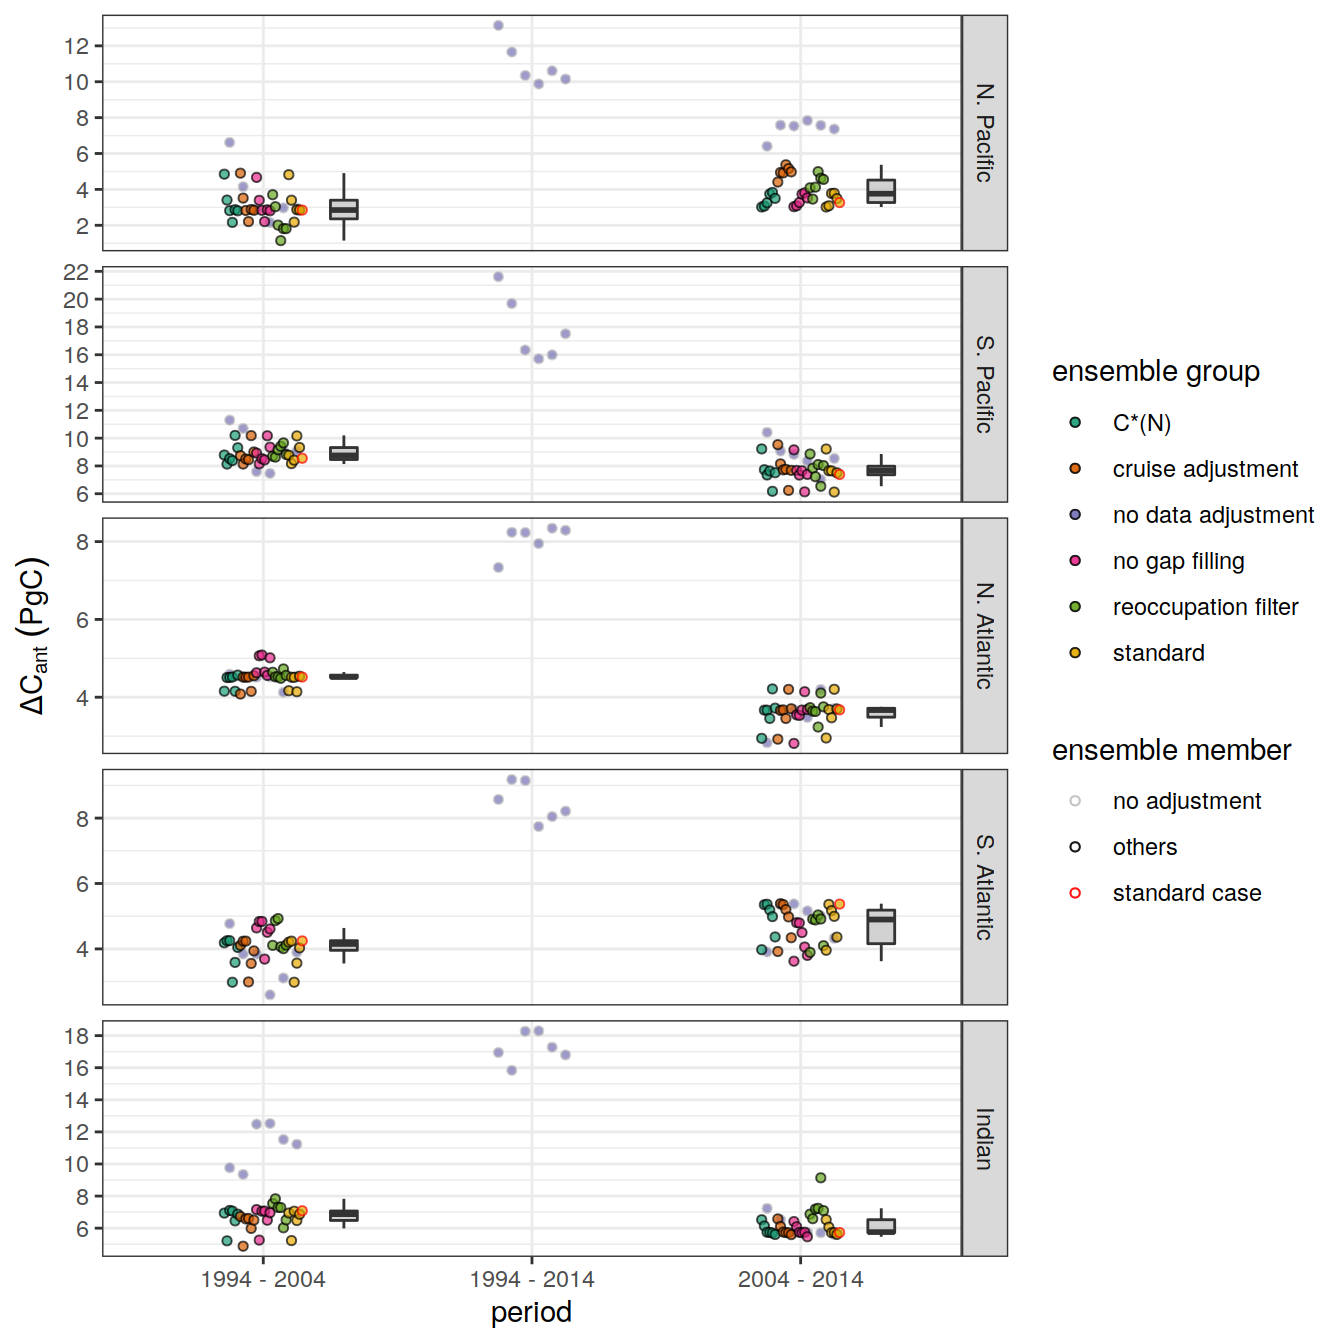 12
10
8
6
4
2
N. Pacific
22
20
18
16
14
12
10
8
6
S. Pacific
8
6
4
N. Atlantic
8
6
4
S. Atlantic
18
16
14
12
10
8
6
Indian
ΔCant (PgC)
1994 - 2004
1994 - 2014
2004 - 2014
period
ensemble group
C*(N)
cruise adjustment
no data adjustment
no gap filling
reoccupation filter
standard
ensemble member
no adjustment
others
standard case